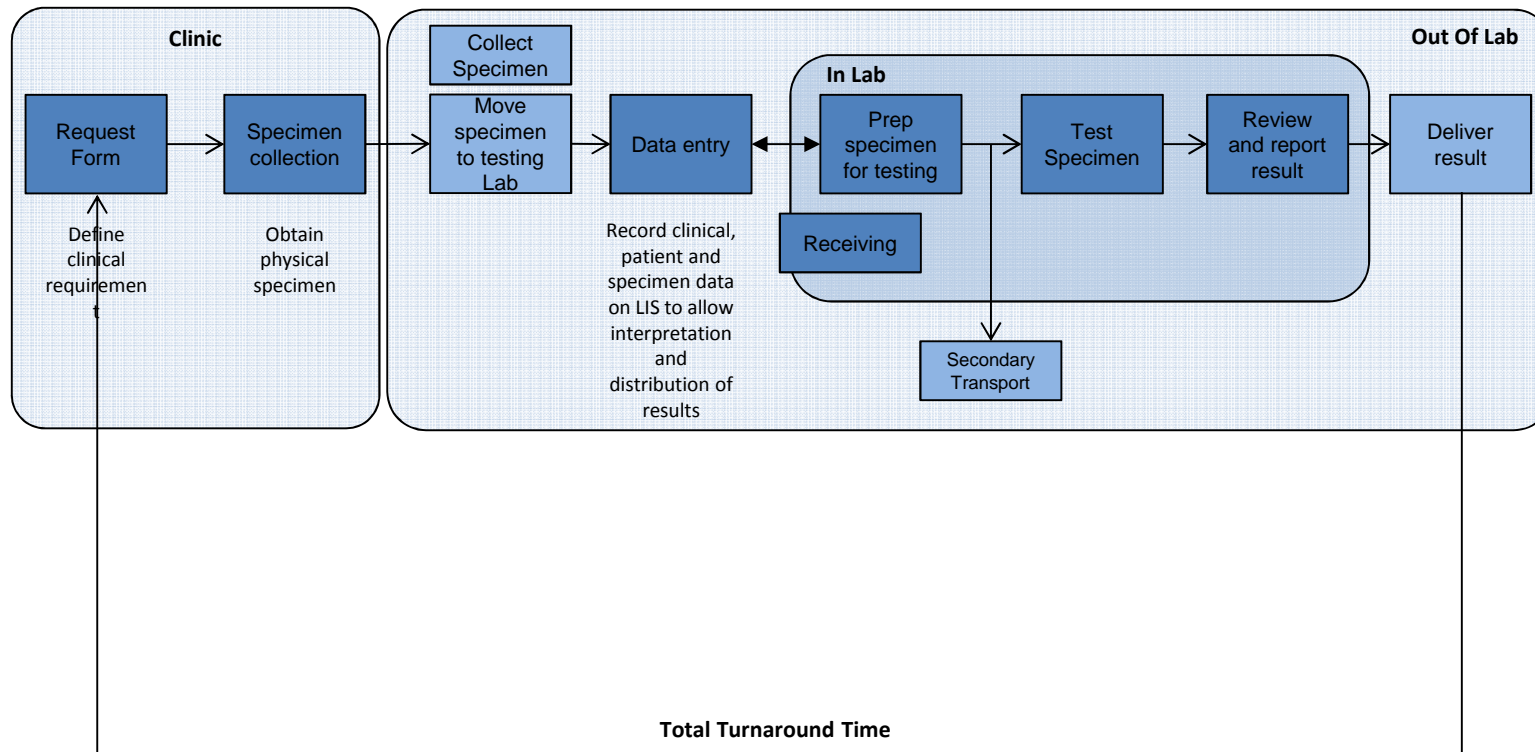 Clinic
Out Of Lab
Collect
Specimen
In Lab
Request
Form
Specimen
collection
Move
specimen
to testing
Lab
Data entry
Prep
specimen
for testing
Test
Specimen
Review
and report
result
Deliver
result
Define
clinical
requiremen
t
Obtain
physical
specimen
Record clinical,
patient and
specimen data
on LIS to allow
interpretation
and
distribution of
results
Receiving
Secondary
Transport
Total Turnaround Time